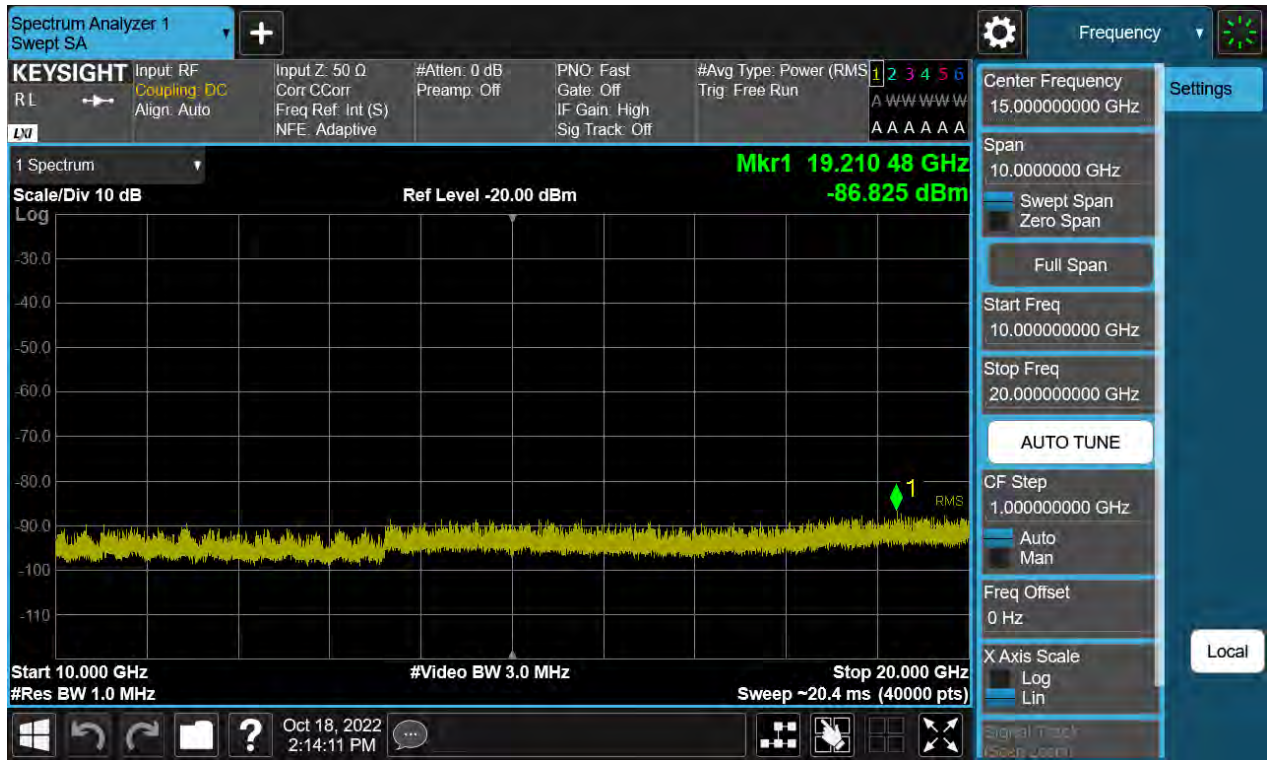 Spectrum Analyzer 1
Swept SA
+
Frequency
KEYSIGHT
RL
LXI
Input: RF
Coupling: DC
Align: Auto
Input Z: 50 Ω
Corr CCorr
Freq Ref: Int (S)
NFE: Adaptive
#Atten: 0 dB
Preamp: Off
PNO: Fast
Gate: Off
IF Gain: High
Sig Track: Off
#Avg Type: Power (RMS
Trig: Free Run
1 2 3 4 5 6
A W W W W W
A A A A A A
1 Spectrum
Scale/Div 10 dB
Ref Level -20.00 dBm
Mkr1 19.210 48 GHz
-86.825 dBm
Log
-30.0
-40.0
-50.0
-60.0
-70.0
-80.0
-90.0
-100
-110
1
RMS
Start 10.000 GHz
#Res BW 1.0 MHz
#Video BW 3.0 MHz
Stop 20.000 GHz
Sweep ~20.4 ms (40000 pts)
Center Frequency
15.000000000 GHz
Span
10.0000000 GHz
Swept Span
Zero Span
Full Span
Start Freq
10.000000000 GHz
Stop Freq
20.000000000 GHz
AUTO TUNE
CF Step
1.000000000 GHz
Auto
Man
Freq Offset
0 Hz
X Axis Scale
Log
Lin
Signal Track
(Span Zoom)
Settings
Local
?
Oct 18, 2022
2:14:11 PM